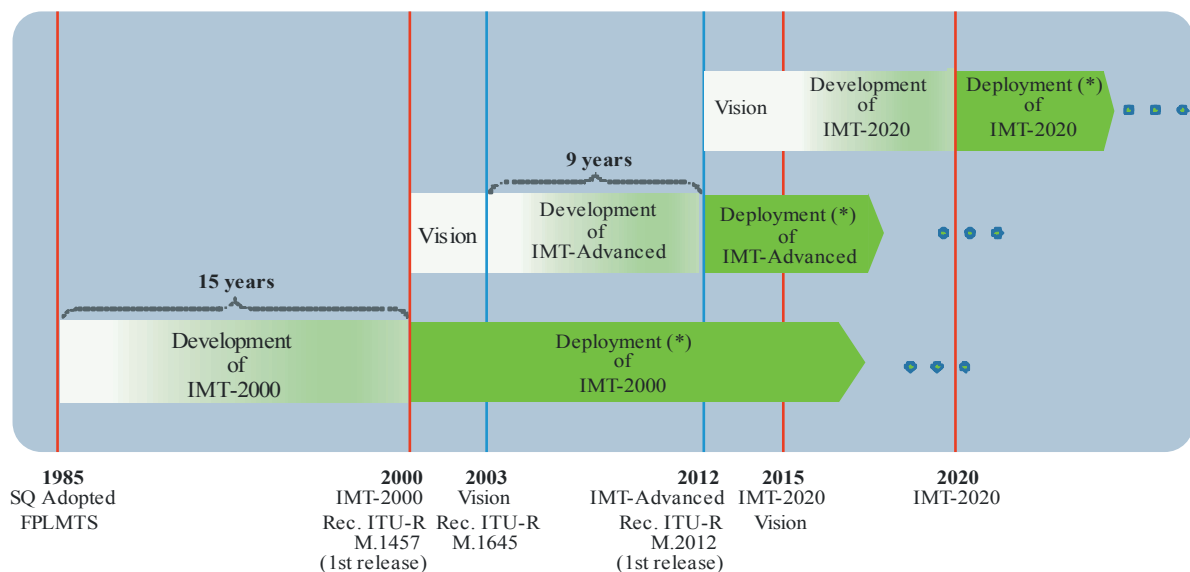 Vision
Development
of
IMT-2020
Deployment (*)
of
IMT-2020
9 years
Vision
Development
of
IMT-Advanced
Deployment (*)
of
IMT-Advanced
15 years
Development
of
IMT-2000
Deployment (*)
of
IMT-2000
1985
SQ Adopted
FPLMTS
2000
IMT-2000
Rec. ITU-R
M.1457
(1st release)
2003
Vision
Rec. ITU-R
M.1645
2012
IMT-Advanced
Rec. ITU-R
M.2012
(1st release)
2015
IMT-2020
Vision
2020
IMT-2020